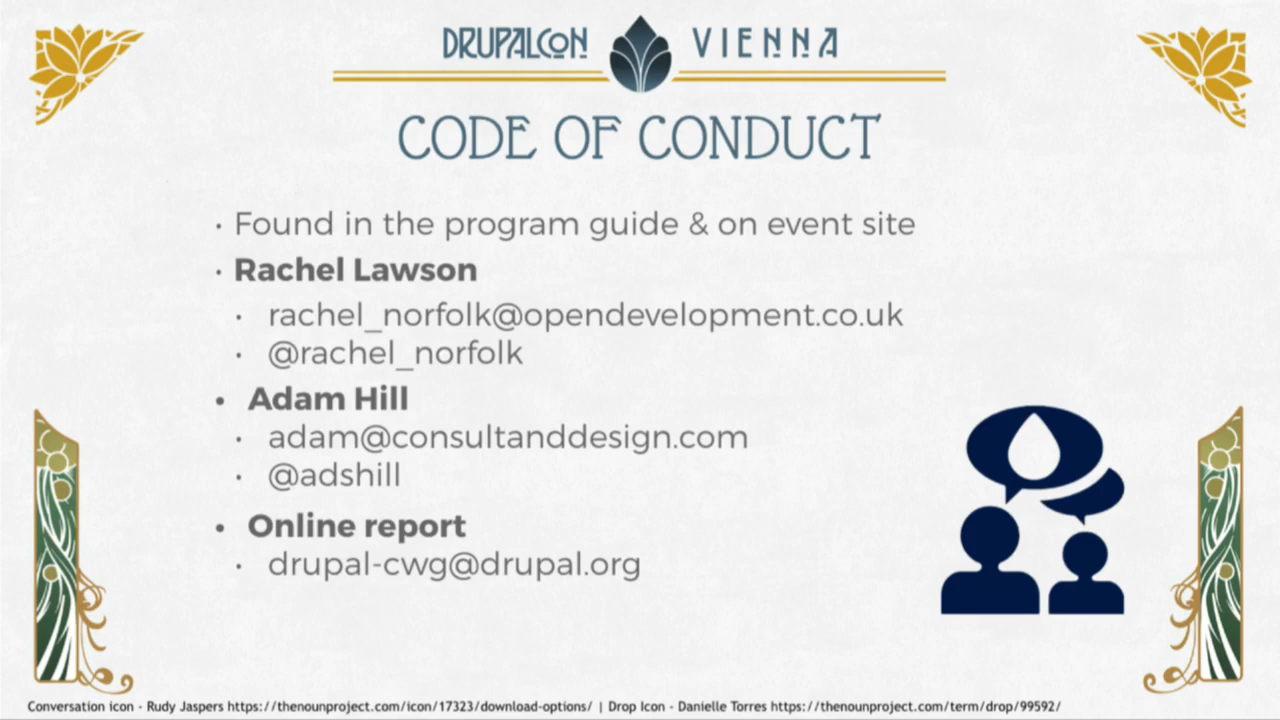 DRUPALCON VIENNA
CODE OF CONDUCT
· Found in the program guide & on event site
· Rachel Lawson
· rachel_norfolk@opendevelopment.co.uk
· @rachel_norfolk
• Adam Hill
· adam@consultanddesign.com
· @adshill
• Online report
· drupal-cwg@drupal.org
Conversation icon - Rudy Jaspers https://thenounproject.com/icon/17323/download-options/ | Drop Icon - Danielle Torres https://thenounproject.com/term/drop/99592/